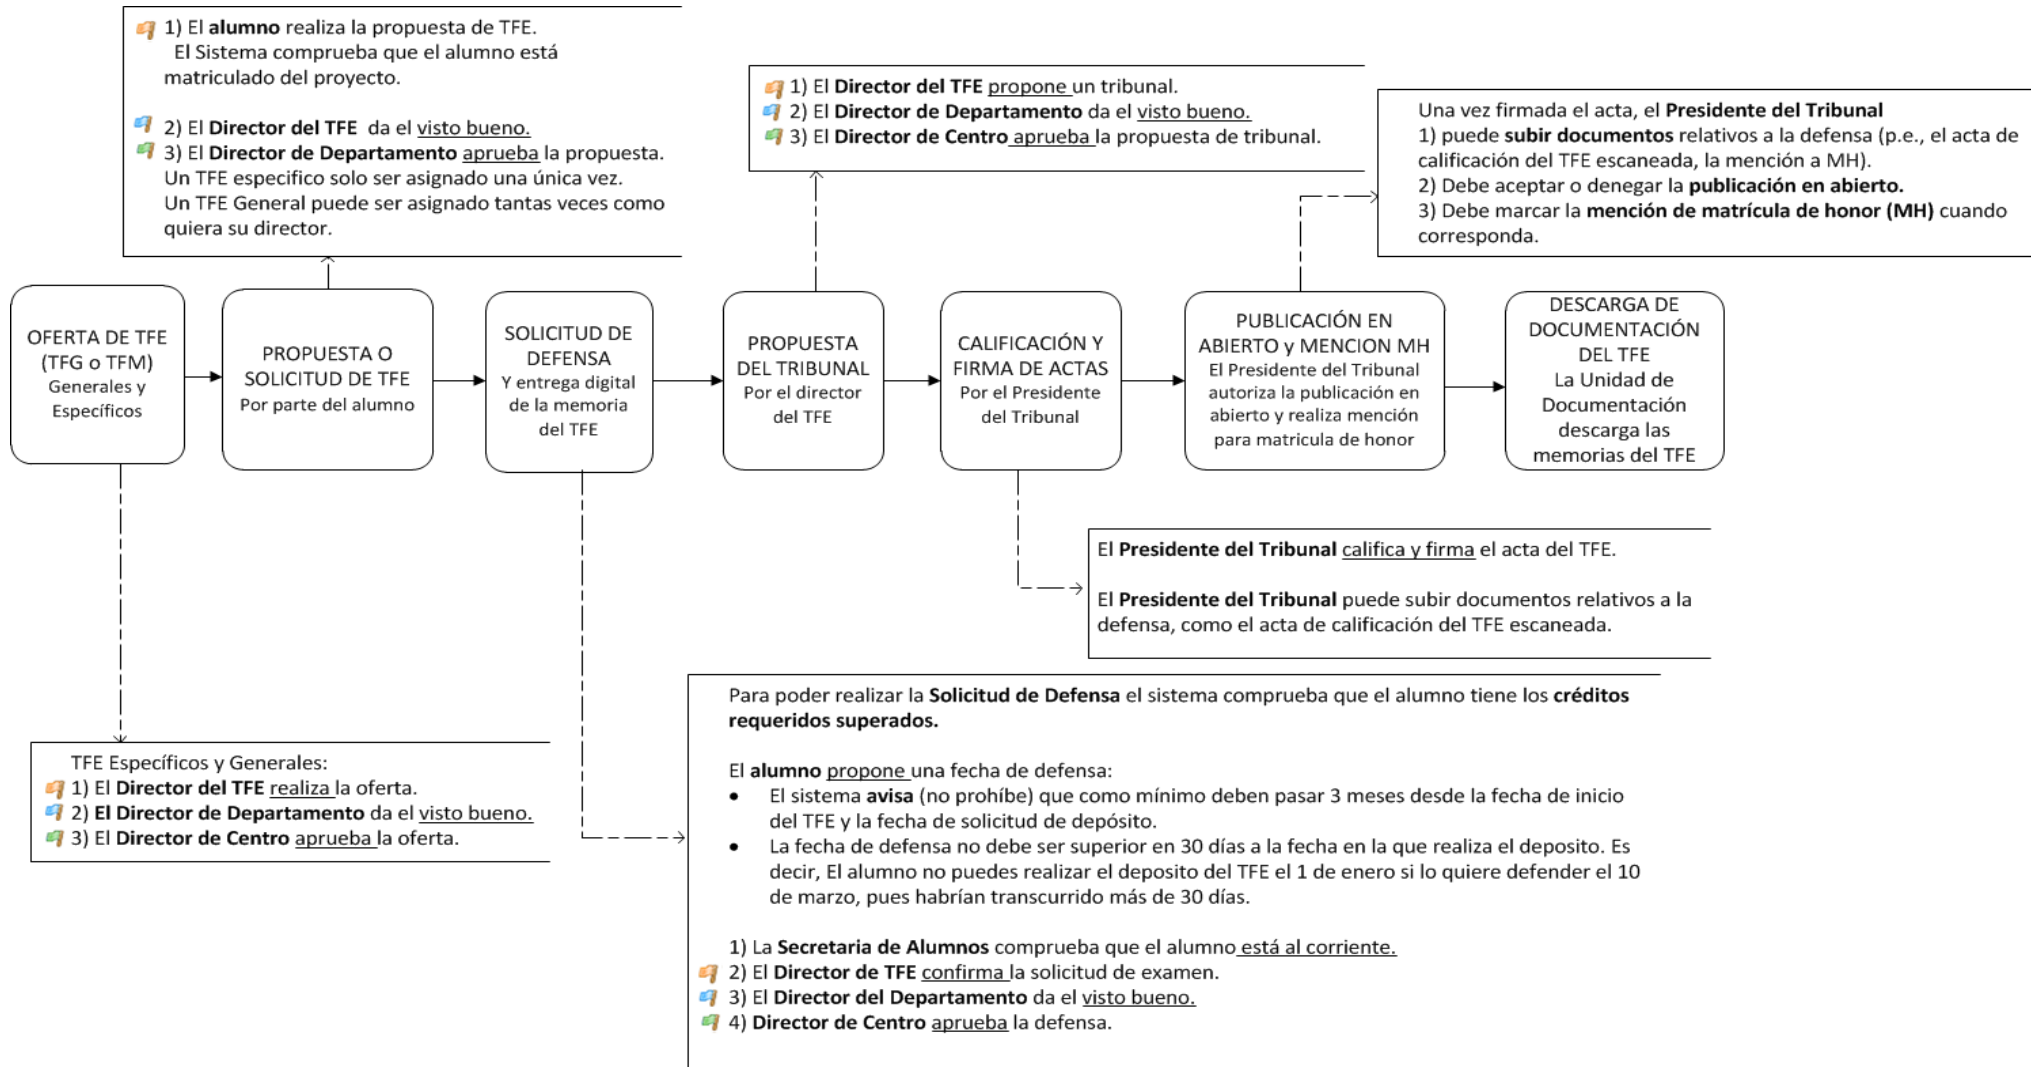 1) El alumno realiza la propuesta de TFE.
El Sistema comprueba que el alumno está
matriculado del proyecto.
2) El Director del TFE da el visto bueno.
3) El Director de Departamento aprueba la propuesta.
Un TFE especifico solo ser asignado una única vez.
Un TFE General puede ser asignado tantas veces como
quiera su director.
1) El Director del TFE propone un tribunal.
2) El Director de Departamento da el visto bueno.
3) El Director de Centro aprueba la propuesta de tribunal.
Una vez firmada el acta, el Presidente del Tribunal
1) puede subir documentos relativos a la defensa (p.e., el acta de
calificación del TFE escaneada, la mención a MH).
2) Debe aceptar o denegar la publicación en abierto.
3) Debe marcar la mención de matrícula de honor (MH) cuando
corresponda.
OFERTA DE TFE
(TFG o TFM)
Generales y
Específicos
PROPUESTA O
SOLICITUD DE TFE
Por parte del alumno
SOLICITUD DE
DEFENSA
Y entrega digital
de la memoria
del TFE
PROPUESTA
DEL TRIBUNAL
Por el director
del TFE
CALIFICACIÓN Y
FIRMA DE ACTAS
Por el Presidente
del Tribunal
PUBLICACIÓN EN
ABIERTO y MENCION MH
El Presidente del Tribunal
autoriza la publicación en
abierto y realiza mención
para matricula de honor
DESCARGA DE
DOCUMENTACIÓN
DEL TFE
La Unidad de
Documentación
descarga las
memorias del TFE
El Presidente del Tribunal califica y firma el acta del TFE.
El Presidente del Tribunal puede subir documentos relativos a la
defensa, como el acta de calificación del TFE escaneada.
TFE Específicos y Generales:
1) El Director del TFE realiza la oferta.
2) El Director de Departamento da el visto bueno.
3) El Director de Centro aprueba la oferta.
Para poder realizar la Solicitud de Defensa el sistema comprueba que el alumno tiene los créditos
requeridos superados.
El alumno propone una fecha de defensa:
• El sistema avisa (no prohíbe) que como mínimo deben pasar 3 meses desde la fecha de inicio
del TFE y la fecha de solicitud de depósito.
• La fecha de defensa no debe ser superior en 30 días a la fecha en la que realiza el deposito. Es
decir, El alumno no puedes realizar el deposito del TFE el 1 de enero si lo quiere defender el 10
de marzo, pues habrían transcurrido más de 30 días.
1) La Secretaria de Alumnos comprueba que el alumno está al corriente.
2) El Director de TFE confirma la solicitud de examen.
3) El Director del Departamento da el visto bueno.
4) Director de Centro aprueba la defensa.